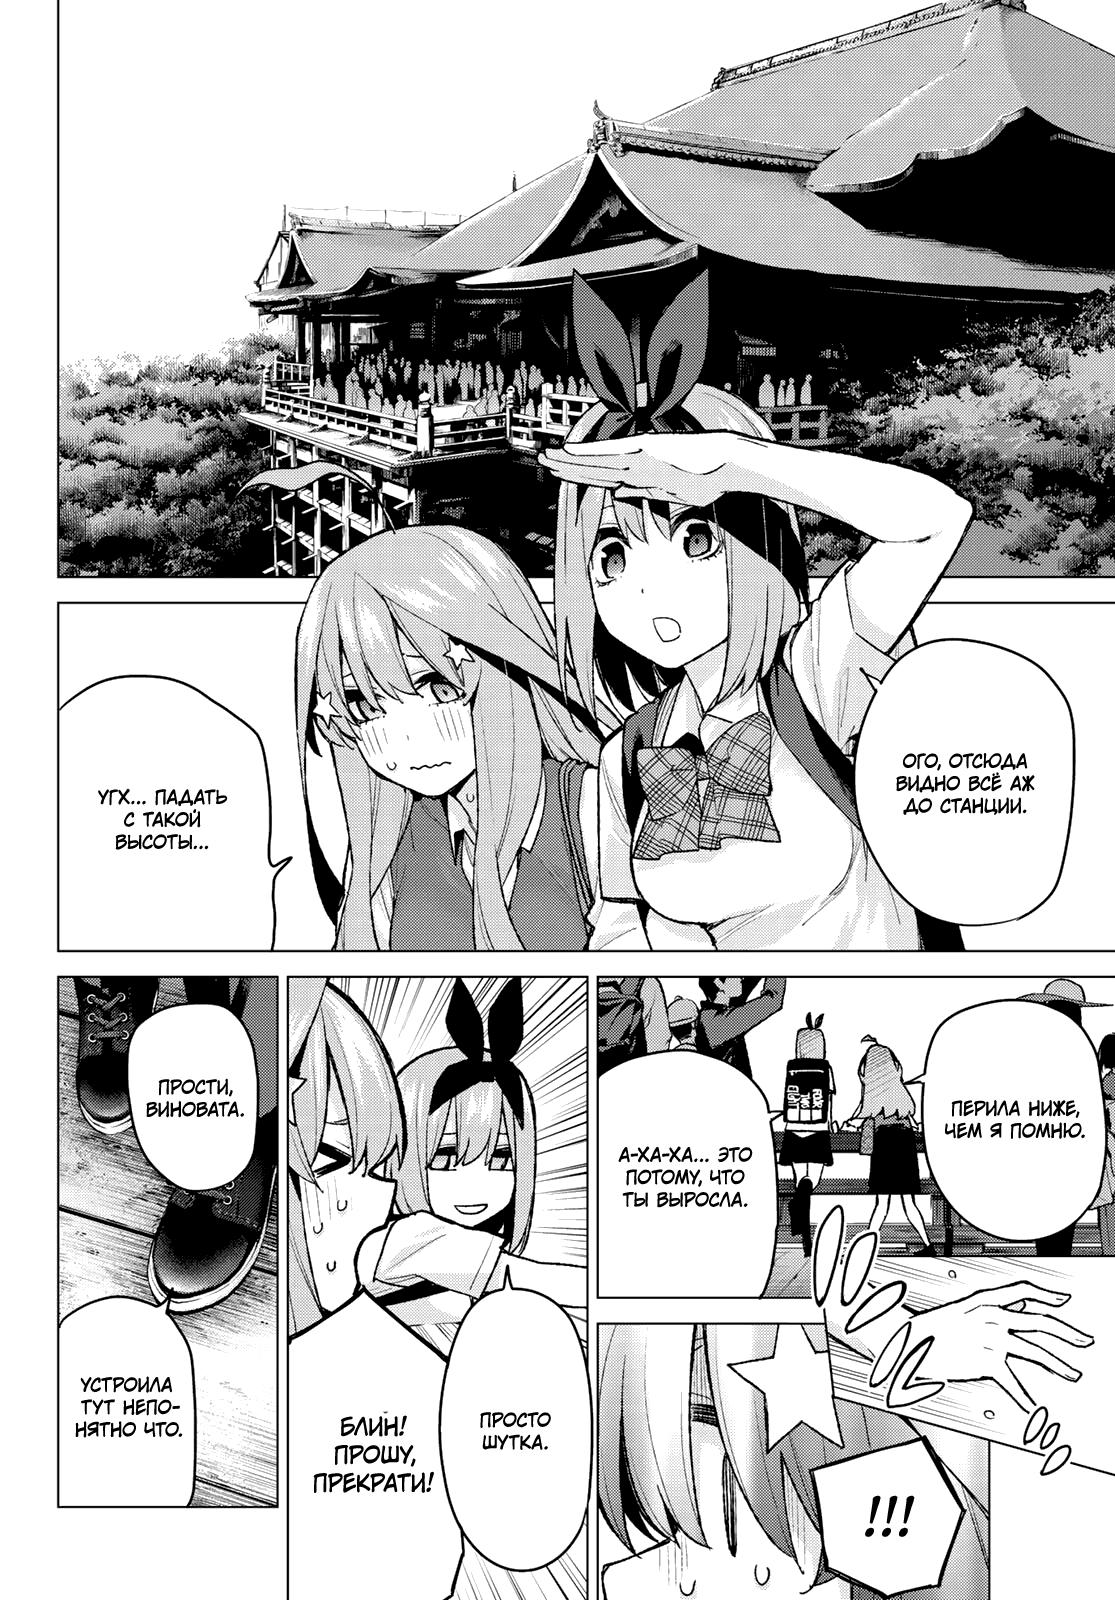 ОГО, ОТСЮДА
ВИДНО ВСЁ АЖ
ДО СТАНЦИИ.
УГХ... ПАДАТЬ
С ТАКОЙ
ВЫСОТЫ...
ПЕРИЛА НИЖЕ,
ЧЕМ Я ПОМНЮ.
А-ХА-ХА... ЭТО
ПОТОМУ, ЧТО
ТЫ ВЫРОСЛА.
!!!
ПРОСТО
ШУТКА.
БЛИН!
ПРОШУ,
ПРЕКРАТИ!
ПРОСТИ,
ВИНОВАТА.
УСТРОИЛА
ТУТ НЕПО-
НЯТНО ЧТО.